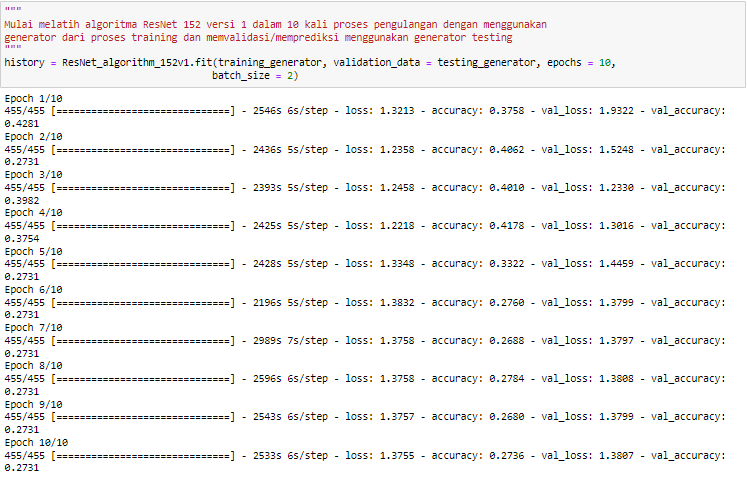 """
Mulai melatih algoritma ResNet 152 versi 1 dalam 10 kali proses pengulangan dengan menggunakan
generator dari proses training dan memvalidasi/memprediksi menggunakan generator testing
"""
history = ResNet_algorithm_152v1.fit(training_generator, validation_data = testing_generator, epochs = 10,
batch_size = 2)
Epoch 1/10
455/455 [==============================] - 2546s 6s/step - loss: 1.3213 - accuracy: 0.3758 - val_loss: 1.9322 - val_accuracy:
0.4281
Epoch 2/10
455/455 [==============================] - 2436s 5s/step - loss: 1.2358 - accuracy: 0.4062 - val_loss: 1.5248 - val_accuracy:
0.2731
Epoch 3/10
455/455 [==============================] - 2393s 5s/step - loss: 1.2458 - accuracy: 0.4010 - val_loss: 1.2330 - val_accuracy:
0.3982
Epoch 4/10
455/455 [==============================] - 2425s 5s/step - loss: 1.2218 - accuracy: 0.4178 - val_loss: 1.3016 - val_accuracy:
0.3754
Epoch 5/10
455/455 [==============================] - 2428s 5s/step - loss: 1.3348 - accuracy: 0.3322 - val_loss: 1.4459 - val_accuracy:
0.2731
Epoch 6/10
455/455 [==============================] - 2196s 5s/step - loss: 1.3832 - accuracy: 0.2760 - val_loss: 1.3799 - val_accuracy:
0.2731
Epoch 7/10
455/455 [==============================] - 2989s 7s/step - loss: 1.3758 - accuracy: 0.2688 - val_loss: 1.3797 - val_accuracy:
0.2731
Epoch 8/10
455/455 [==============================] - 2596s 6s/step - loss: 1.3758 - accuracy: 0.2784 - val_loss: 1.3808 - val_accuracy:
0.2731
Epoch 9/10
455/455 [==============================] - 2543s 6s/step - loss: 1.3757 - accuracy: 0.2680 - val_loss: 1.3799 - val_accuracy:
0.2731
Epoch 10/10
455/455 [==============================] - 2533s 6s/step - loss: 1.3755 - accuracy: 0.2736 - val_loss: 1.3807 - val_accuracy:
0.2731